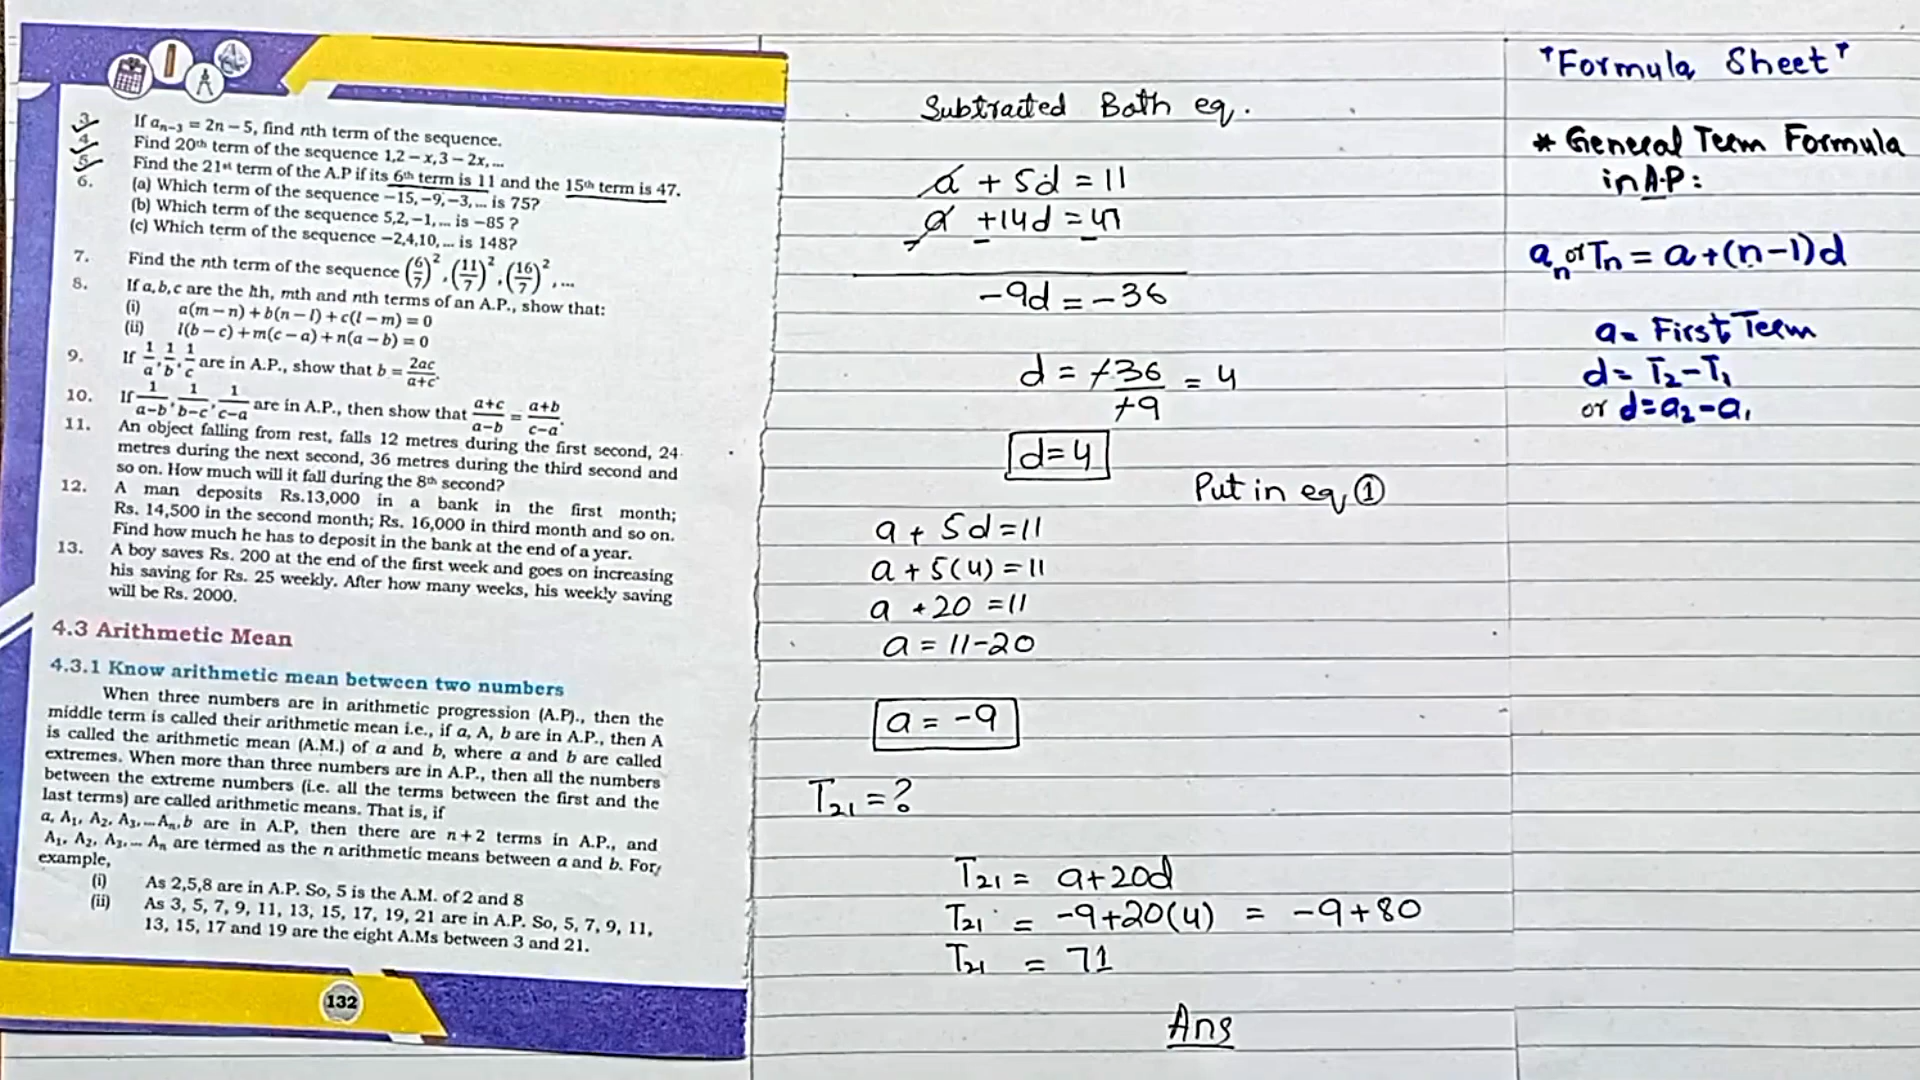 3. If aₙ₋₃ = 2n − 5, find nth term of the sequence.
4. Find 20th term of the sequence 1,2 − x, 3 − 2x, ...
5. Find the 21st term of the A.P if its 6th term is 11 and the 15th term is 47.
6. (a) Which term of the sequence −15, −9, −3, ... is 75?
(b) Which term of the sequence 5,2, −1, ... is −85 ?
(c) Which term of the sequence −2,4,10, ... is 148?
7. Find the nth term of the sequence (6/7)², (11/7)², (16/7)², ...
8. If a, b, c are the lth, mth and nth terms of an A.P., show that:
(i) a(m − n) + b(n − l) + c(l − m) = 0
(ii) l(b − c) + m(c − a) + n(a − b) = 0
9. If 1/a, 1/b, 1/c are in A.P., show that b = 2ac/a+c.
10. If 1/a−b, 1/b−c, 1/c−a are in A.P., then show that a+c/a−b = a+b/c−a.
11. An object falling from rest, falls 12 metres during the first second, 24
metres during the next second, 36 metres during the third second and
so on. How much will it fall during the 8th second?
12. A man deposits Rs.13,000 in a bank in the first month;
Rs. 14,500 in the second month; Rs. 16,000 in third month and so on.
Find how much he has to deposit in the bank at the end of a year.
13. A boy saves Rs. 200 at the end of the first week and goes on increasing
his saving for Rs. 25 weekly. After how many weeks, his weekly saving
will be Rs. 2000.
4.3 Arithmetic Mean
4.3.1 Know arithmetic mean between two numbers
When three numbers are in arithmetic progression (A.P)., then the
middle term is called their arithmetic mean i.e., if a, A, b are in A.P., then A
is called the arithmetic mean (A.M.) of a and b, where a and b are called
extremes. When more than three numbers are in A.P., then all the numbers
between the extreme numbers (i.e. all the terms between the first and the
last terms) are called arithmetic means. That is, if
a, A₁, A₂, A₃, ... Aₙ, b are in A.P, then there are n + 2 terms in A.P., and
A₁, A₂, A₃, ... Aₙ are termed as the n arithmetic means between a and b. For
example,
(i) As 2,5,8 are in A.P. So, 5 is the A.M. of 2 and 8
(ii) As 3, 5, 7, 9, 11, 13, 15, 17, 19, 21 are in A.P. So, 5, 7, 9, 11,
13, 15, 17 and 19 are the eight A.Ms between 3 and 21.
132
Subtracted Both eq.
a + 5d = 11
a + 14d = 47
−9d = −36
d = −36/−9 = 4
d=4
Put in eq ①
a + 5d = 11
a + 5(4) = 11
a + 20 = 11
a = 11−20
a = −9
T₂₁ = ?
T₂₁ = a+20d
T₂₁ = −9+20(4) = −9+80
T₂₁ = 71
Ans
"Formula Sheet"
* General Term Formula
in A.P:
aₙ or Tₙ = a+(n−1)d
a = First Term
d = T₂−T₁
or d=a₂−a₁